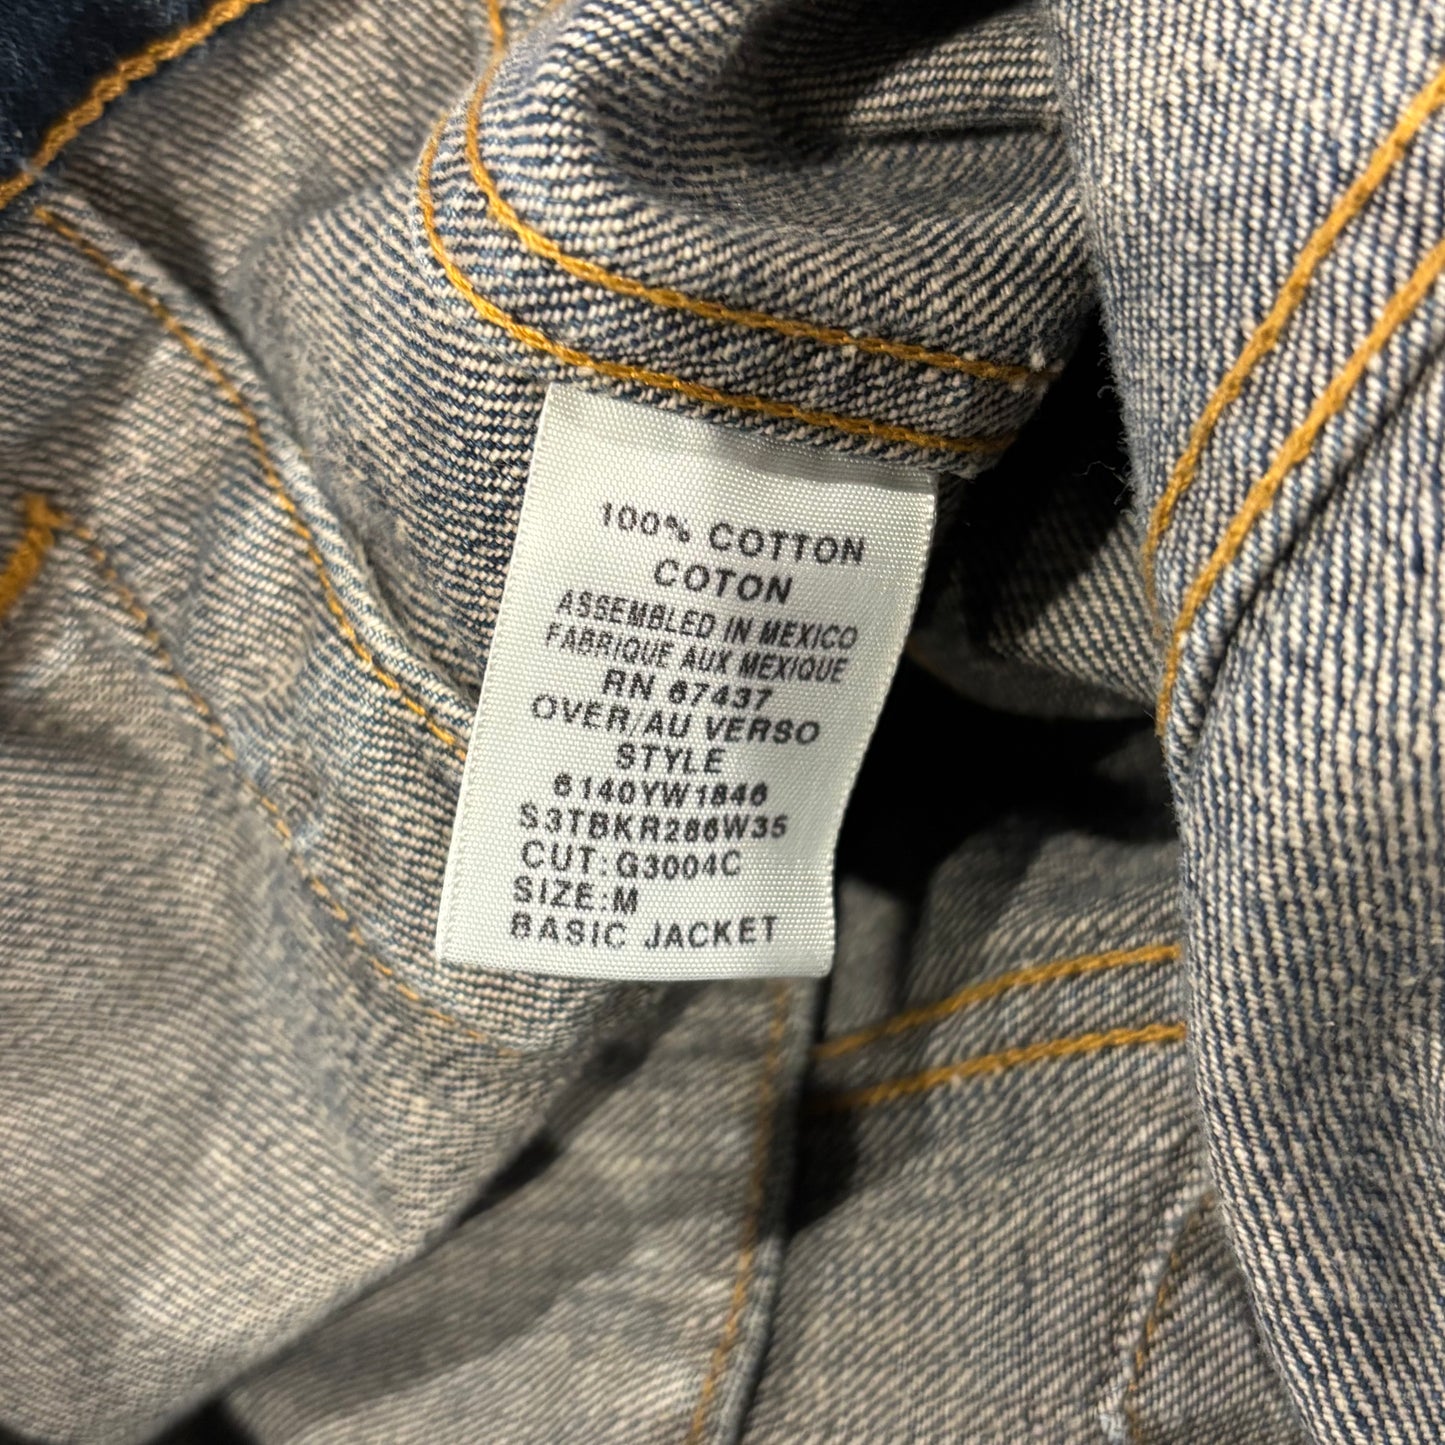 100% COTTON
COTON
ASSEMBLED IN MEXICO
FABRIQUE AUX MEXIQUE
RN 67437
OVER/AU VERSO
STYLE
6140YW1846
S3TBKR286W35
CUT:G3004C
SIZE:M
BASIC JACKET